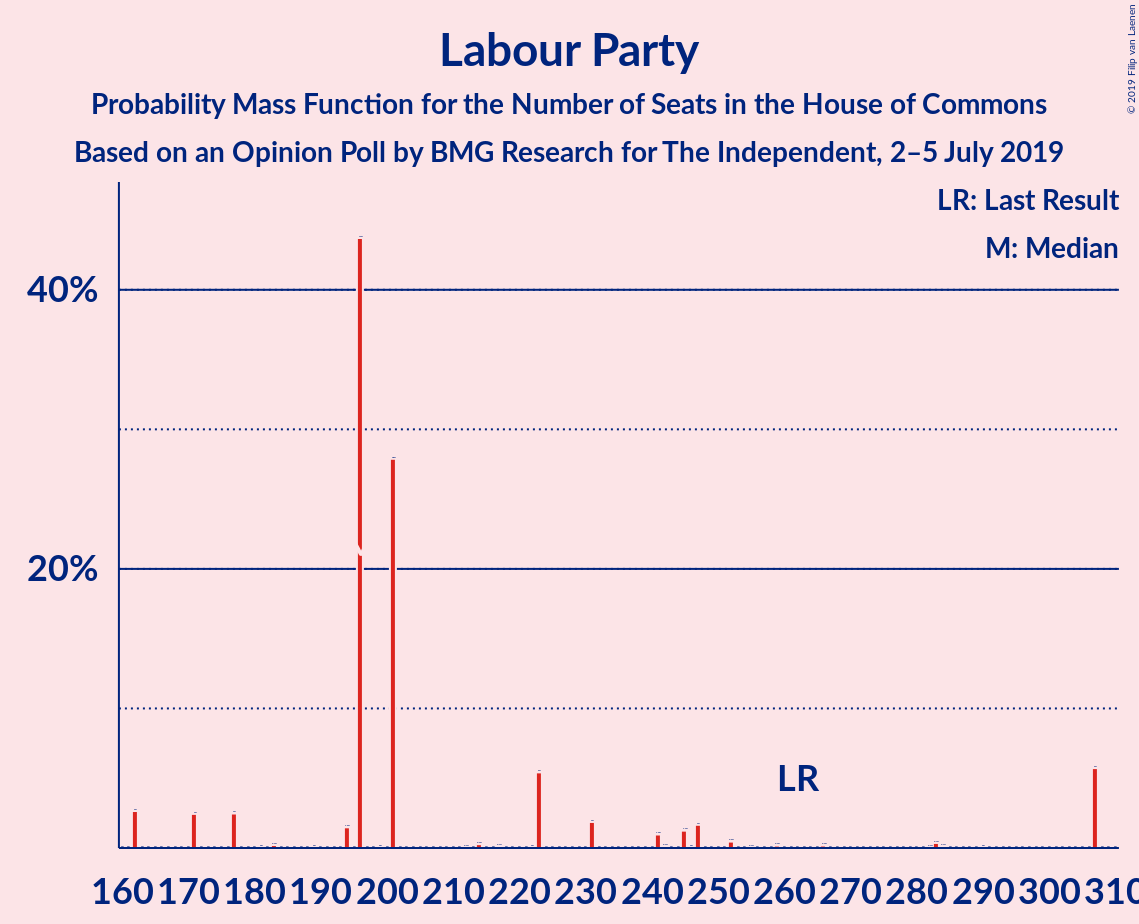 © 2019 Filip van Laenen
Labour Party
Probability Mass Function for the Number of Seats in the House of Commons
Based on an Opinion Poll by BMG Research for The Independent, 2–5 July 2019
LR: Last Result
M: Median
40%
20%
LR
160 170 180 190 200 210 220 230 240 250 260 270 280 290 300 310